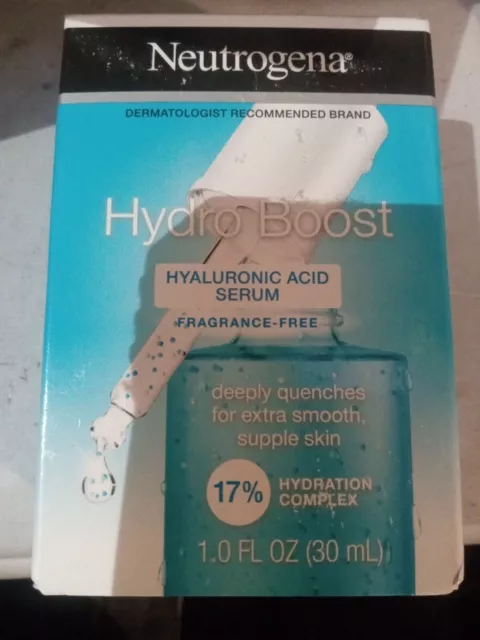 Neutrogena®
DERMATOLOGIST RECOMMENDED BRAND
Hydro Boost
HYALURONIC ACID
SERUM
FRAGRANCE-FREE
deeply quenches
for extra smooth,
supple skin
17% HYDRATION
COMPLEX
1.0 FL OZ (30 mL)